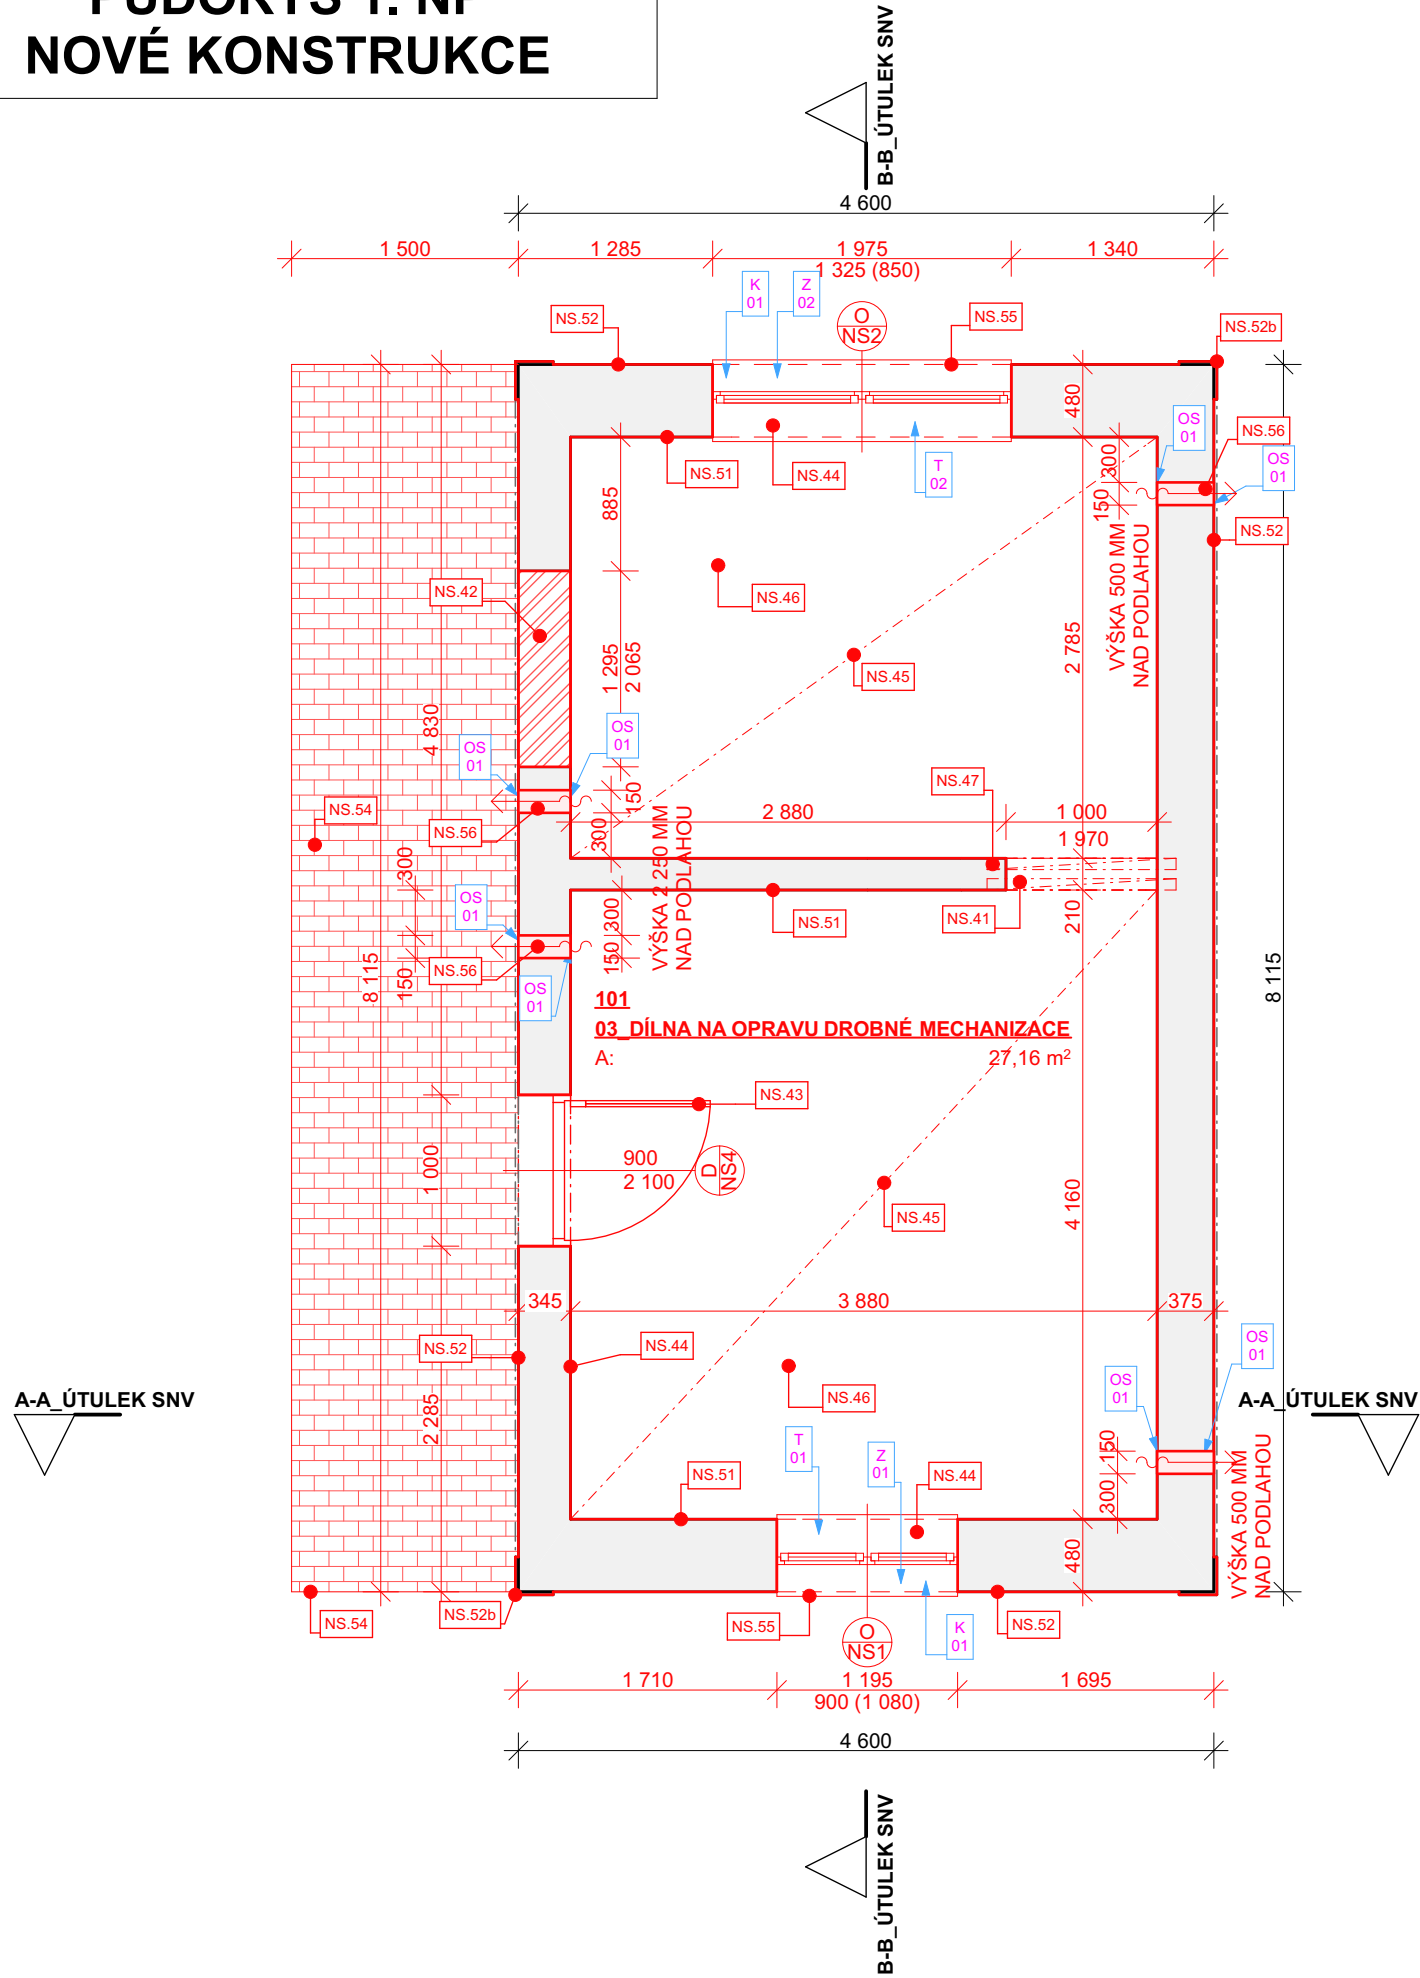 PŮDORYS 1. NP
NOVÉ KONSTRUKCE
B-B_ÚTULEK SNV
4 600
1 500
1 285
1 975
1 340
1 325 (850)
K
01
Z
02
O
NS2
NS.52
NS.55
NS.52b
480
OS
01
NS.56
OS
01
NS.51
NS.44
T
02
300
150
885
NS.52
VÝŠKA 500 MM
NAD PODLAHOU
NS.42
NS.46
1 295
2 065
2 785
NS.45
4 830
OS
01
OS
01
NS.47
150
NS.54
NS.56
2 880
1 000
1 970
300
VÝŠKA 2 250 MM
NAD PODLAHOU
300
OS
01
300
NS.51
NS.41
210
8 115
150
NS.56
150
8 115
OS
01
101
03_DÍLNA NA OPRAVU DROBNÉ MECHANIZACE
A:
27,16 m²
NS.43
1 000
900
2 100
D
NS4
4 160
NS.45
345
3 880
375
NS.52
NS.44
OS
01
OS
01
A-A_ÚTULEK SNV
NS.46
A-A_ÚTULEK SNV
2 285
T
01
Z
01
NS.51
NS.44
150
300
VÝŠKA 500 MM
NAD PODLAHOU
480
NS.54
NS.52b
NS.55
O
NS1
K
01
NS.52
1 710
1 195
1 695
900 (1 080)
4 600
B-B_ÚTULEK SNV